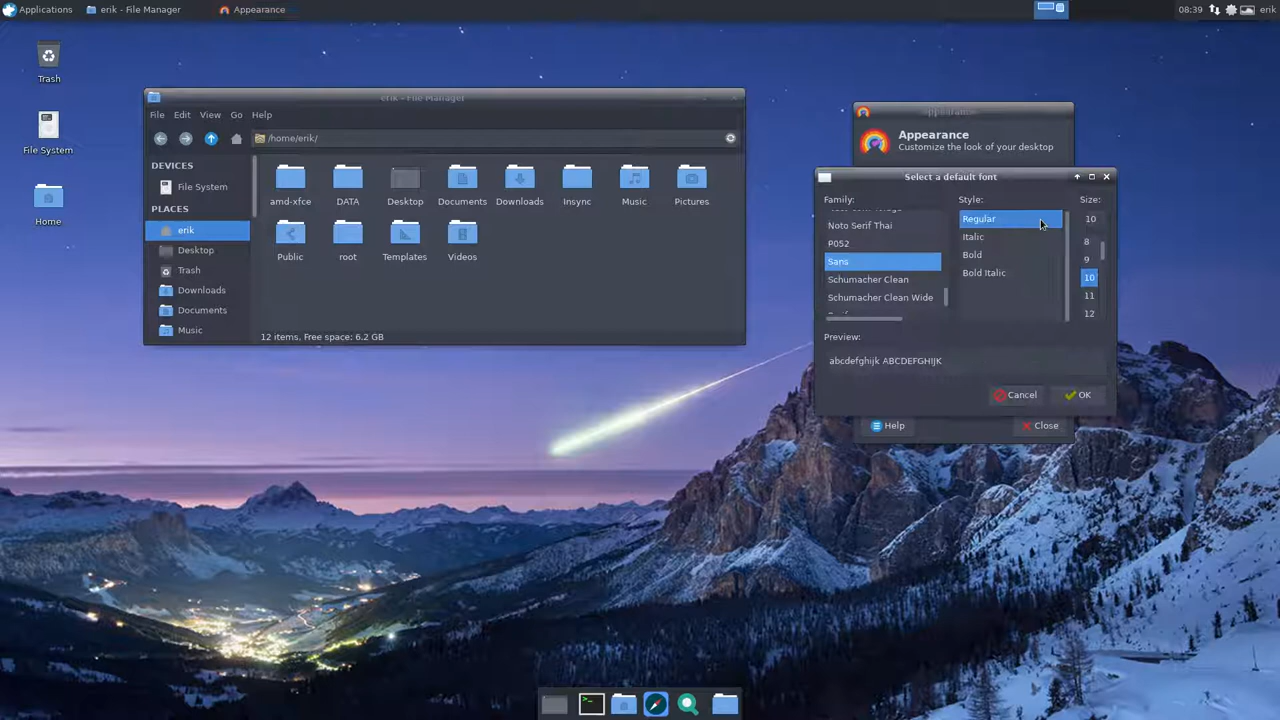 Applications
erik - File Manager
Appearance
08:39
erik
Trash
File System
Home
erik - File Manager
File Edit View Go Help
/home/erik/
DEVICES
File System
PLACES
erik
Desktop
Trash
Downloads
Documents
Music
amd-xfce DATA Desktop Documents Downloads Insync Music Pictures
Public root Templates Videos
12 items, Free space: 6.2 GB
Appearance
Appearance
Customize the look of your desktop
Select a default font
Family:
Noto Serif Thai
P052
Sans
Schumacher Clean
Schumacher Clean Wide
Style:
Regular
Italic
Bold
Bold Italic
Size:
10
8
9
10
11
12
Preview:
abcdefghijk ABCDEFGHIJK
Cancel
OK
Help
Close